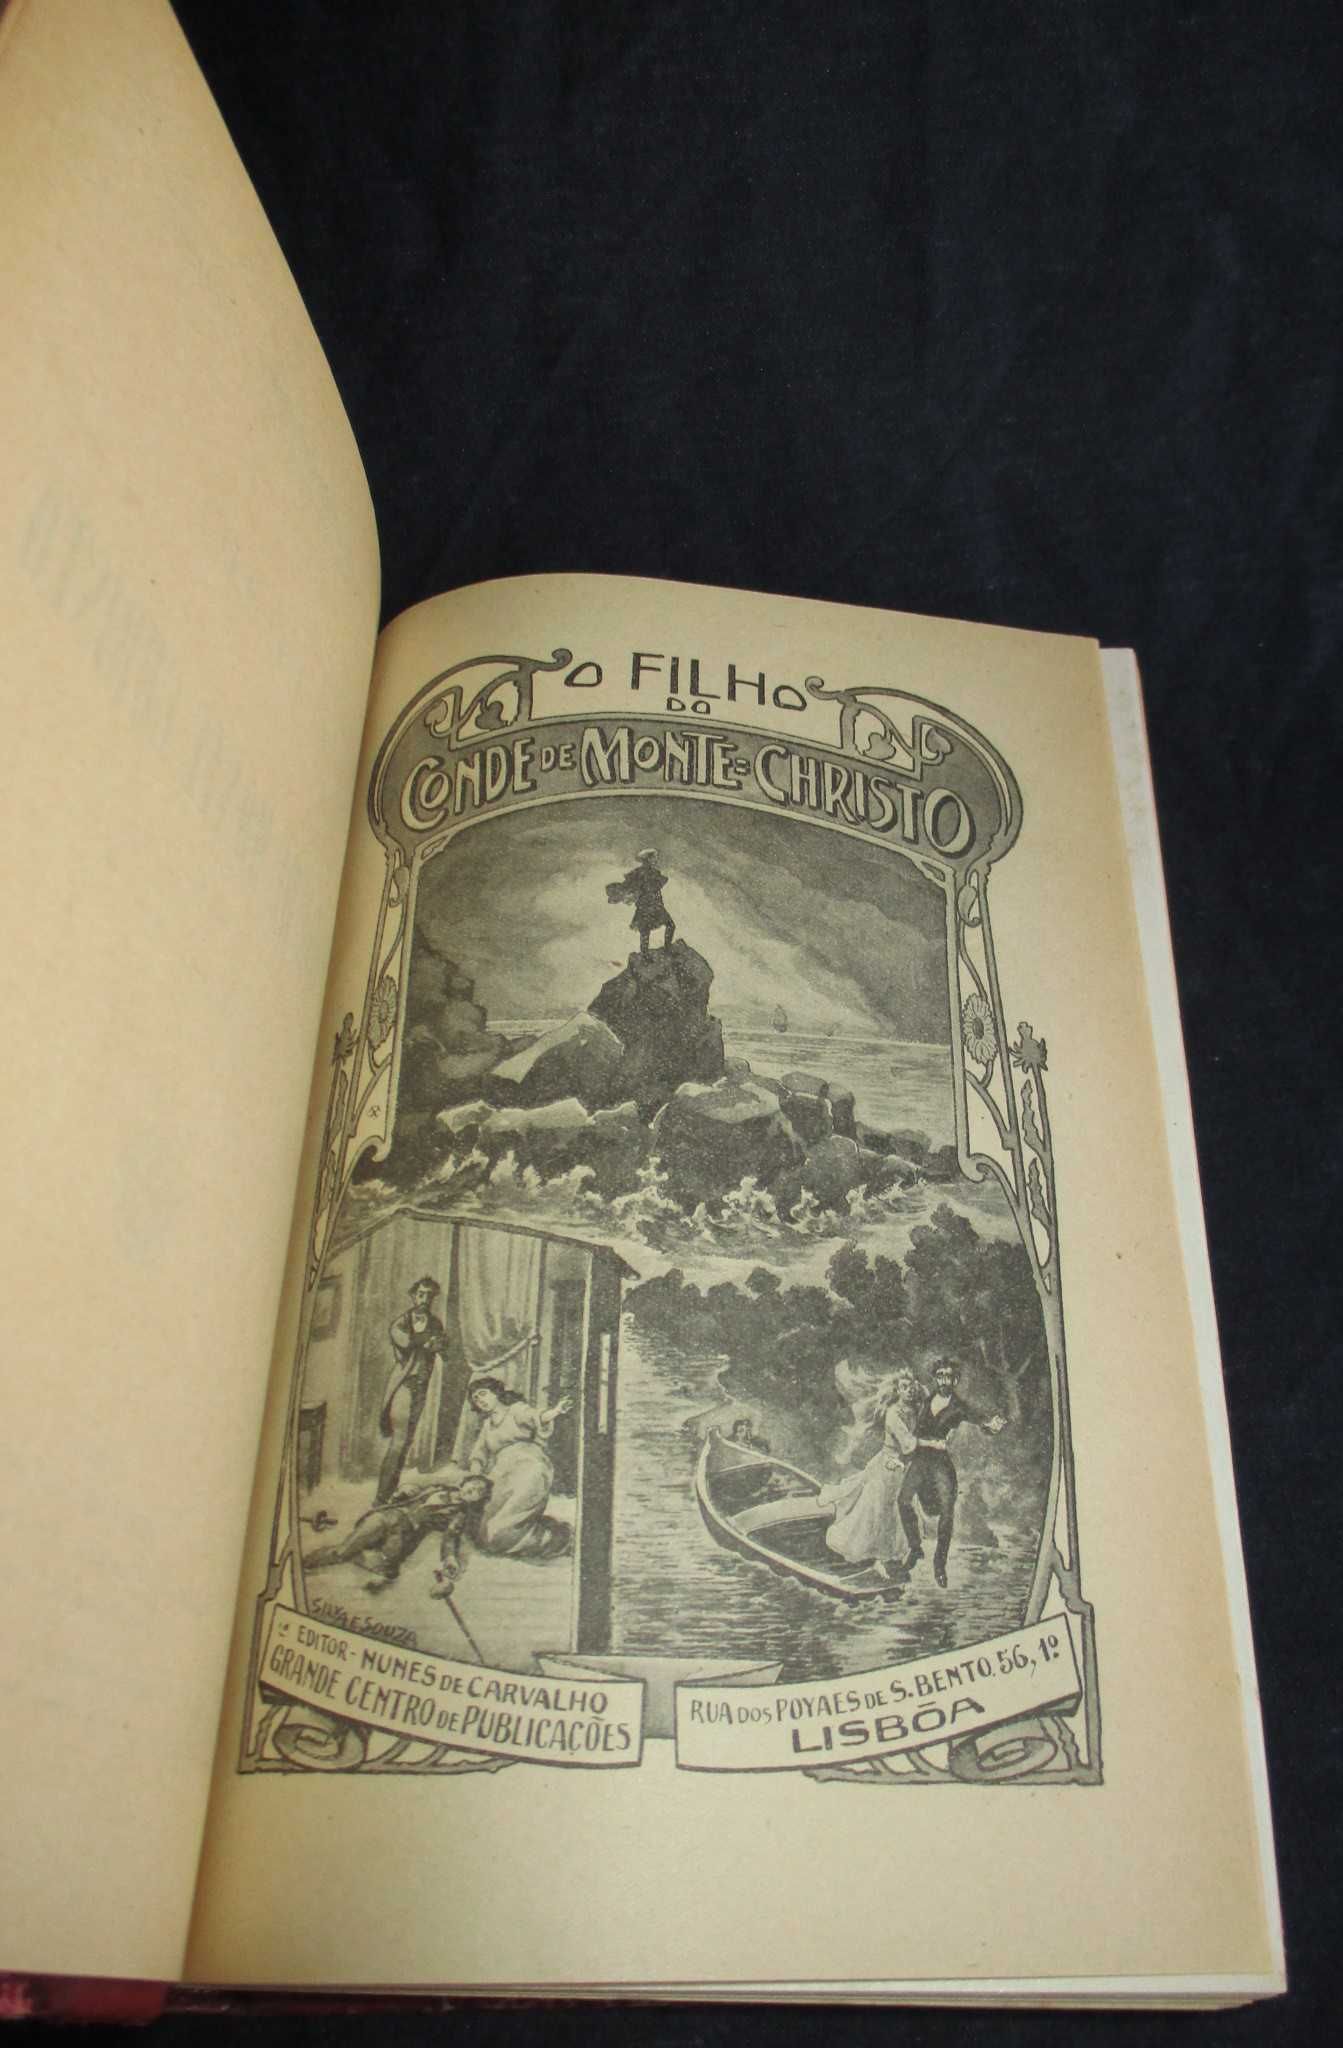 O FILHO
DO
CONDE DE MONTE=CHRISTO
SILVA E SOUZA
EDITOR - NUNES DE CARVALHO
GRANDE CENTRO DE PUBLICAÇÕES
RUA DOS POYAES DE S. BENTO, 56, 1º
LISBÔA